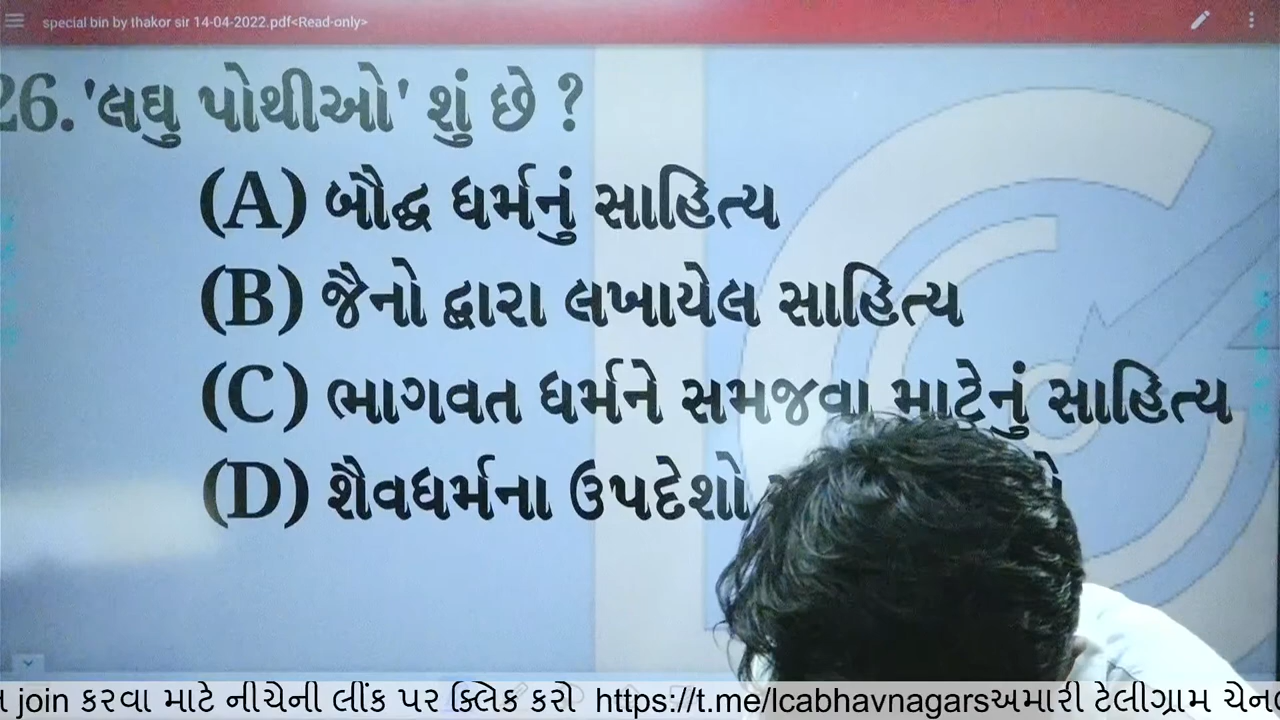 special bin by thakor sir 14-04-2022.pdf<Read-only>
26. 'લઘુ પોથીઓ' શું છે ?
(A) બૌદ્ધ ધર્મનું સાહિત્ય
(B) જૈનો દ્વારા લખાયેલ સાહિત્ય
(C) ભાગવત ધર્મને સમજવા માટેનું સાહિત્ય
(D) શૈવધર્મના ઉપદેશો
join કરવા માટે નીચેની લીંક પર ક્લિક કરો https://t.me/lcabhavnagarsઅમારી ટેલીગ્રામ